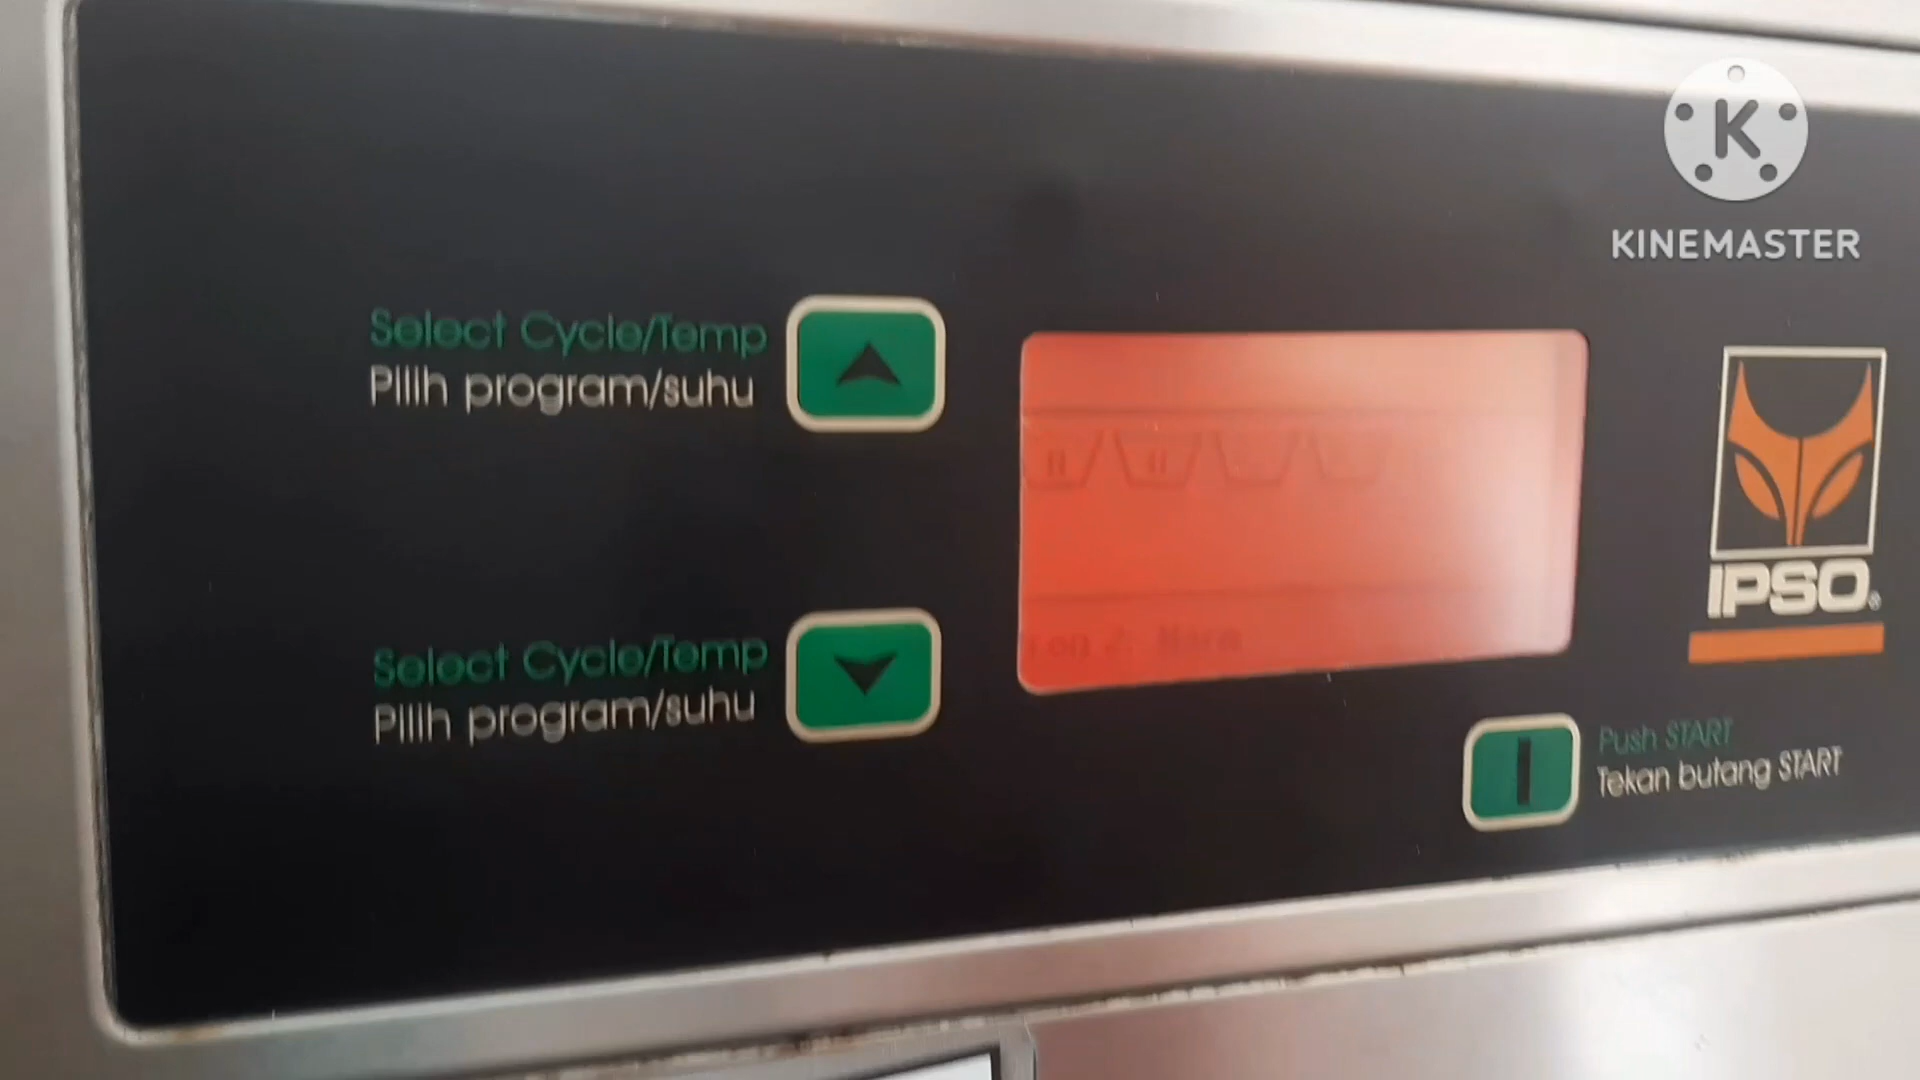 KINEMASTER
Select Cycle/Temp
Pilih program/suhu
IPSO
Select Cycle/Temp
Pilih program/suhu
Push START
Tekan butang START